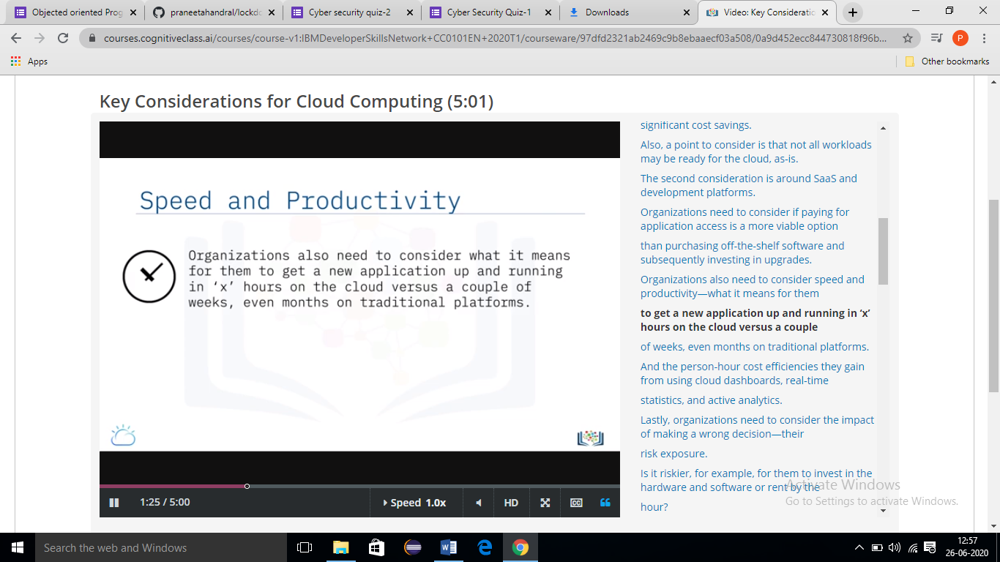 Objected oriented Prog
praneetahandral/lockdo
Cyber security quiz-2
Cyber Security Quiz-1
Downloads
Video: Key Consideratio
courses.cognitiveclass.ai/courses/course-v1:IBMDeveloperSkillsNetwork+CC0101EN+2020T1/courseware/97dfd2321ab2469c9b8ebaaecf03a508/0a9d452ecc844730818f96b...
P
Apps
Other bookmarks
Key Considerations for Cloud Computing (5:01)
Speed and Productivity
Organizations also need to consider what it means
for them to get a new application up and running
in ‘x’ hours on the cloud versus a couple of
weeks, even months on traditional platforms.
1:25 / 5:00
Speed 1.0x
HD
CC
significant cost savings.
Also, a point to consider is that not all workloads
may be ready for the cloud, as-is.
The second consideration is around SaaS and
development platforms.
Organizations need to consider if paying for
application access is a more viable option
than purchasing off-the-shelf software and
subsequently investing in upgrades.
Organizations also need to consider speed and
productivity—what it means for them
to get a new application up and running in ‘x’
hours on the cloud versus a couple
of weeks, even months on traditional platforms.
And the person-hour cost efficiencies they gain
from using cloud dashboards, real-time
statistics, and active analytics.
Lastly, organizations need to consider the impact
of making a wrong decision—their
risk exposure.
Is it riskier, for example, for them to invest in the
hardware and software or rent by the
hour?
Activate Windows
Go to Settings to activate Windows.
Search the web and Windows
12:57
26-06-2020